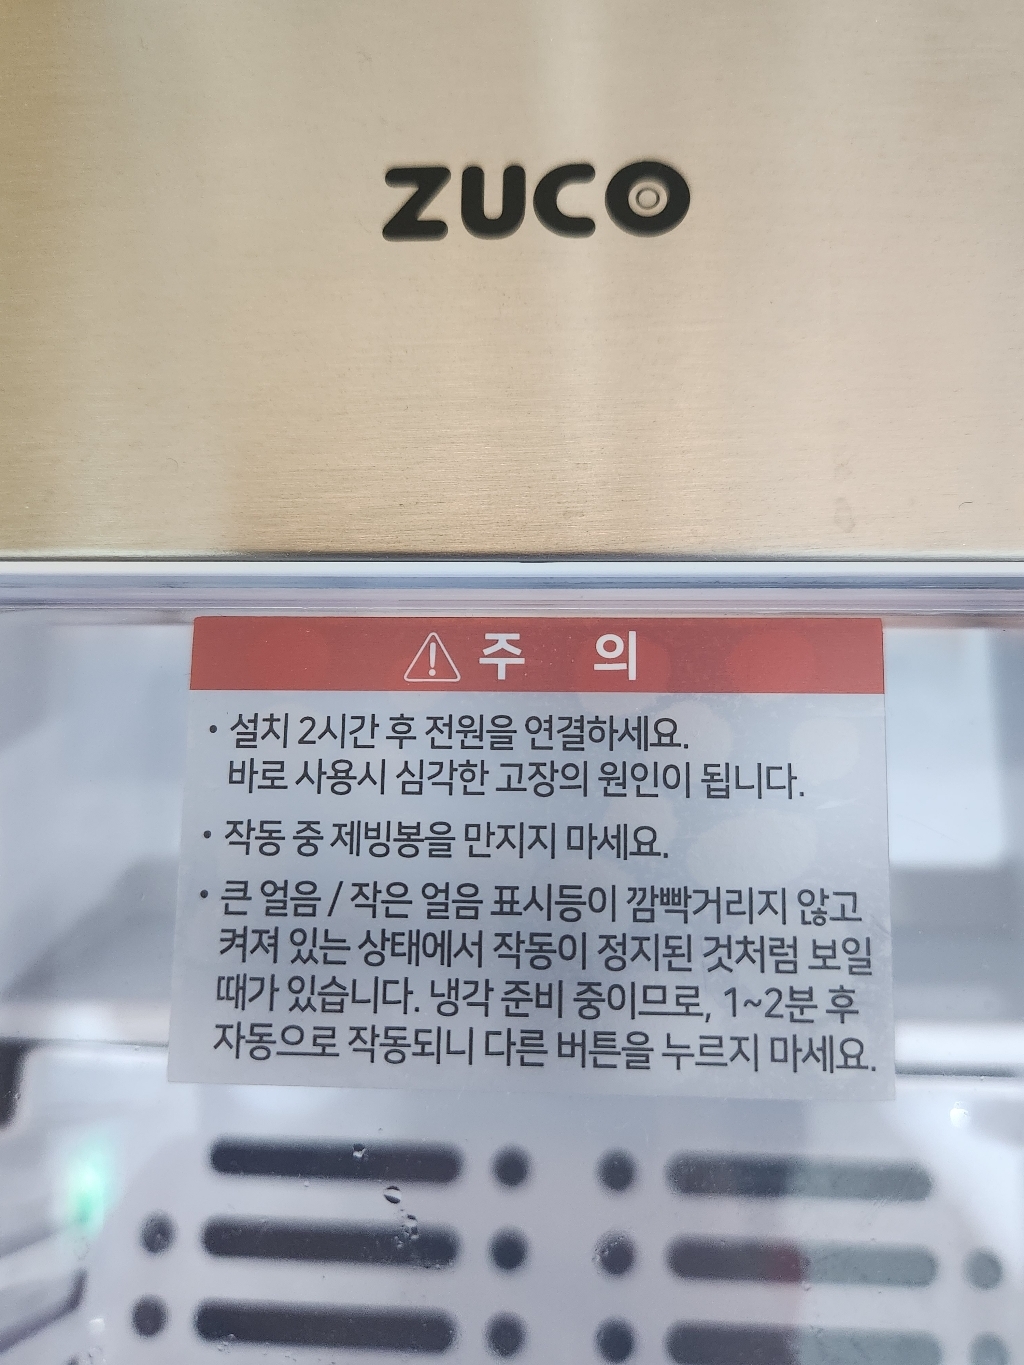 ZUCO
주 의
• 설치 2시간 후 전원을 연결하세요.
바로 사용시 심각한 고장의 원인이 됩니다.
• 작동 중 제빙봉을 만지지 마세요.
• 큰 얼음 / 작은 얼음 표시등이 깜빡거리지 않고
켜져 있는 상태에서 작동이 정지된 것처럼 보일
때가 있습니다. 냉각 준비 중이므로, 1~2분 후
자동으로 작동되니 다른 버튼을 누르지 마세요.